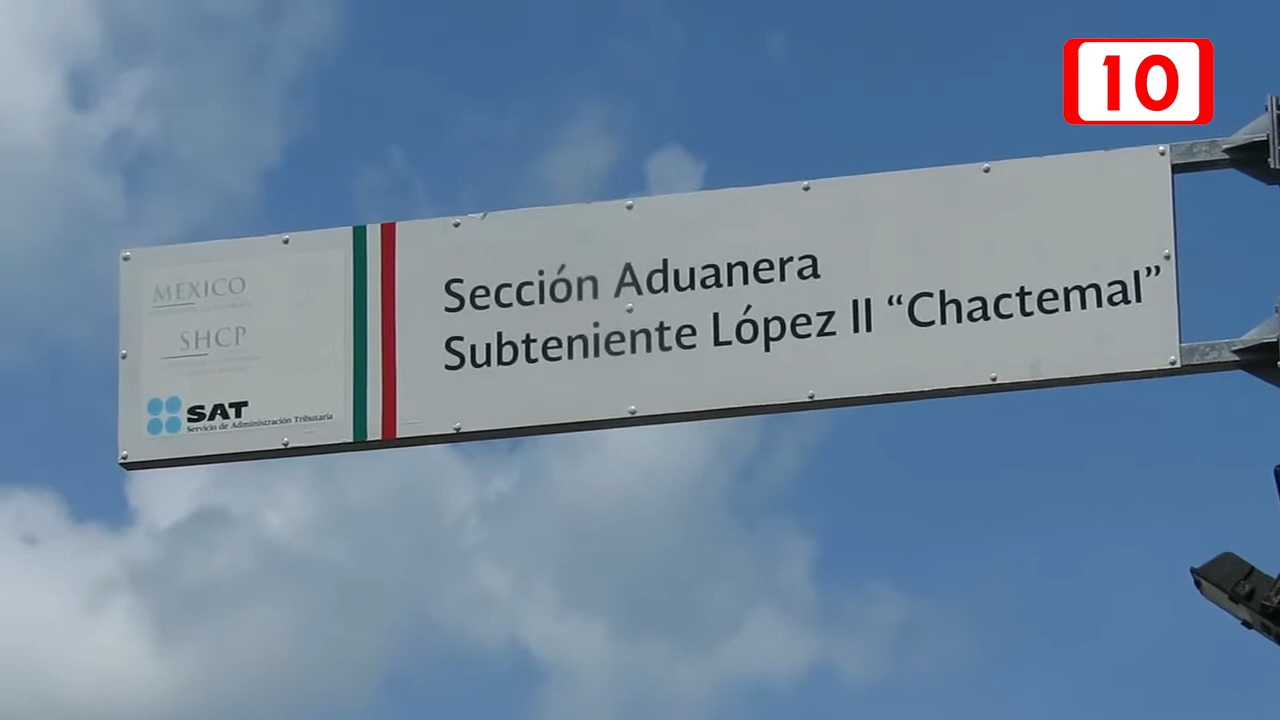 10
MÉXICO
SHCP
SAT
Servicio de Administración Tributaria
Sección Aduanera
Subteniente López II “Chactemal”